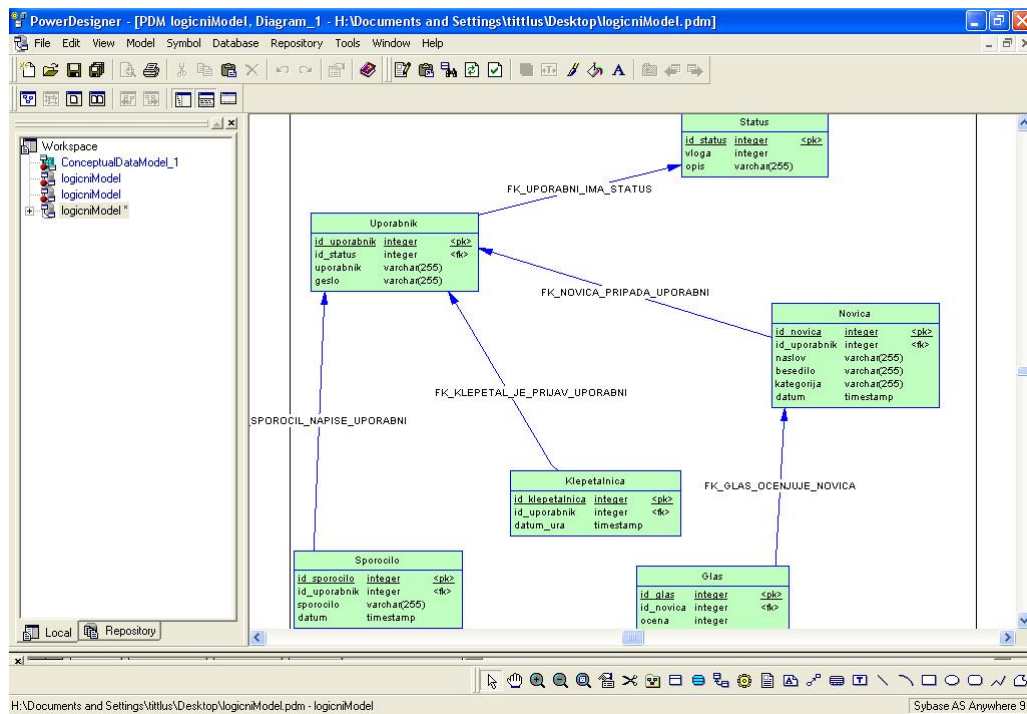 PowerDesigner - [PDM logicniModel, Diagram_1 - H:\Documents and Settings\tittlus\Desktop\logicniModel.pdm]
File Edit View Model Symbol Database Repository Tools Window Help
Workspace
ConceptualDataModel_1
logicniModel
logicniModel
logicniModel *
Local
Repository
Status
id_status integer <pk>
vloga integer
opis varchar(255)
FK_UPORABNI_IMA_STATUS
Uporabnik
id_uporabnik integer <pk>
id_status integer <fk>
uporabnik varchar(255)
geslo varchar(255)
FK_NOVICA_PRIPADA_UPORABNI
Novica
id_novica integer <pk>
id_uporabnik integer <fk>
naslov varchar(255)
besedilo varchar(255)
kategorija varchar(255)
datum timestamp
FK_KLEPETAL_JE_PRIJAV_UPORABNI
_SPOROCIL_NAPISE_UPORABNI
Klepetalnica
id_klepetalnica integer <pk>
id_uporabnik integer <fk>
datum_ura timestamp
FK_GLAS_OCENJUJE_NOVICA
Sporocilo
id_sporocilo integer <pk>
id_uporabnik integer <fk>
sporocilo varchar(255)
datum timestamp
Glas
id_glas integer <pk>
id_novica integer <fk>
ocena integer
H:\Documents and Settings\tittlus\Desktop\logicniModel.pdm - logicniModel
Sybase AS Anywhere 9